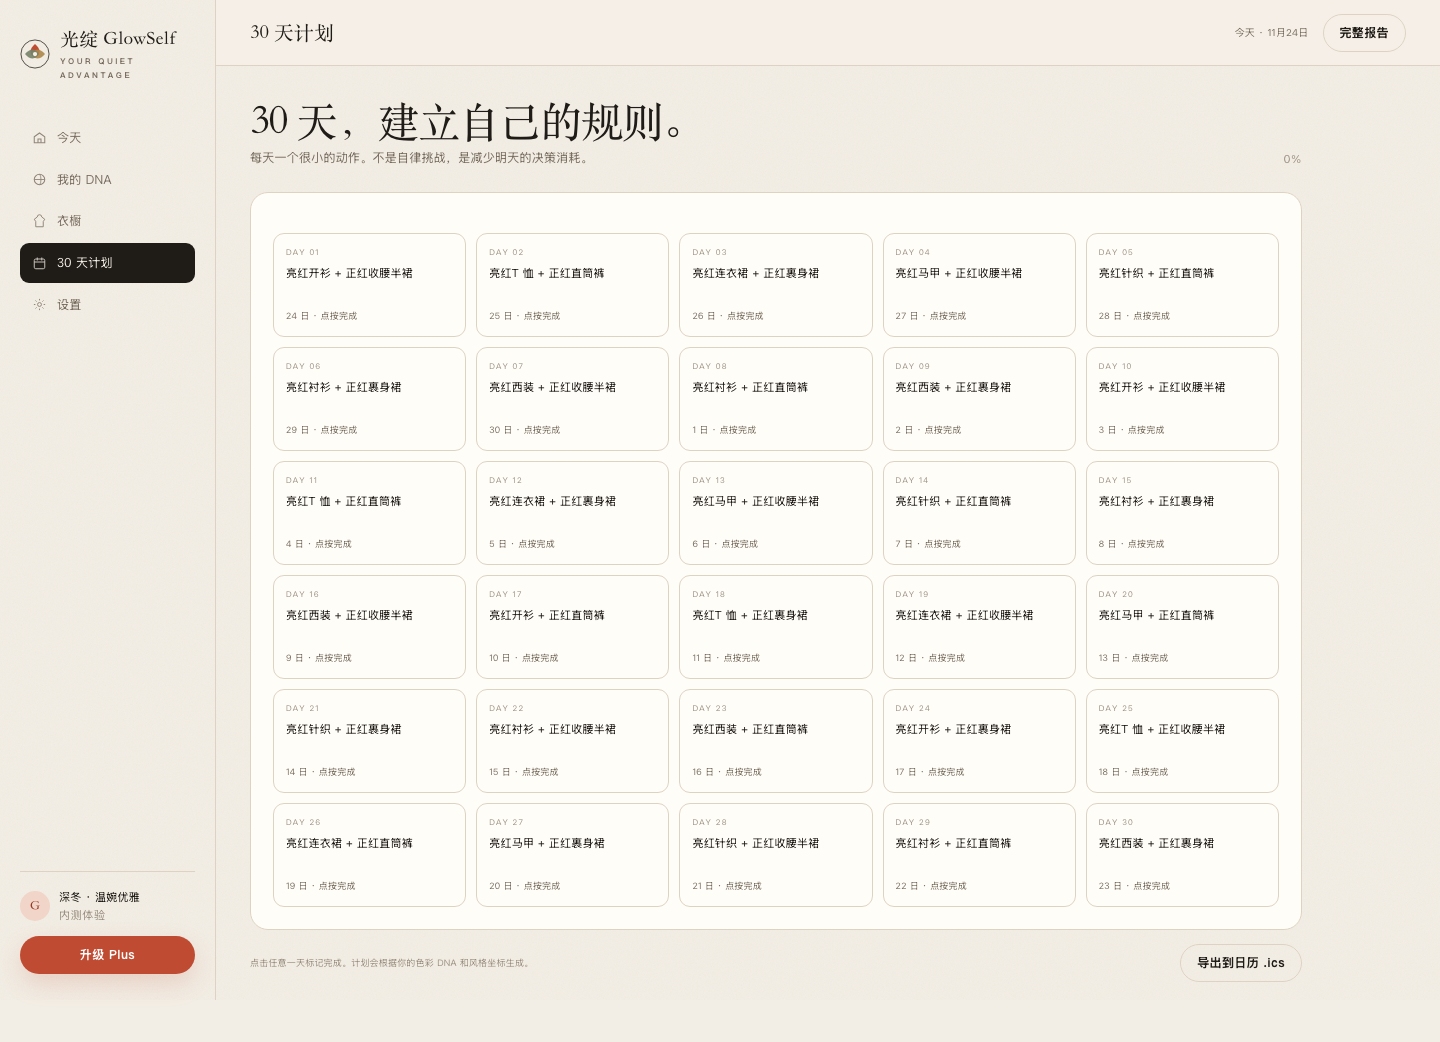 光绽 GlowSelf
YOUR QUIET
ADVANTAGE
今天
我的 DNA
衣橱
30 天计划
设置
深冬 · 温婉优雅
G
内测体验
升级 Plus
30 天计划
今天 · 11月24日
完整报告
30 天，建立自己的规则。
每天一个很小的动作。不是自律挑战，是减少明天的决策消耗。
0%
DAY 01
亮红开衫 + 正红收腰半裙
24 日 · 点按完成
DAY 02
亮红T 恤 + 正红直筒裤
25 日 · 点按完成
DAY 03
亮红连衣裙 + 正红裹身裙
26 日 · 点按完成
DAY 04
亮红马甲 + 正红收腰半裙
27 日 · 点按完成
DAY 05
亮红针织 + 正红直筒裤
28 日 · 点按完成
DAY 06
亮红衬衫 + 正红裹身裙
29 日 · 点按完成
DAY 07
亮红西装 + 正红收腰半裙
30 日 · 点按完成
DAY 08
亮红衬衫 + 正红直筒裤
1 日 · 点按完成
DAY 09
亮红西装 + 正红裹身裙
2 日 · 点按完成
DAY 10
亮红开衫 + 正红收腰半裙
3 日 · 点按完成
DAY 11
亮红T 恤 + 正红直筒裤
4 日 · 点按完成
DAY 12
亮红连衣裙 + 正红裹身裙
5 日 · 点按完成
DAY 13
亮红马甲 + 正红收腰半裙
6 日 · 点按完成
DAY 14
亮红针织 + 正红直筒裤
7 日 · 点按完成
DAY 15
亮红衬衫 + 正红裹身裙
8 日 · 点按完成
DAY 16
亮红西装 + 正红收腰半裙
9 日 · 点按完成
DAY 17
亮红开衫 + 正红直筒裤
10 日 · 点按完成
DAY 18
亮红T 恤 + 正红裹身裙
11 日 · 点按完成
DAY 19
亮红连衣裙 + 正红收腰半裙
12 日 · 点按完成
DAY 20
亮红马甲 + 正红直筒裤
13 日 · 点按完成
DAY 21
亮红针织 + 正红裹身裙
14 日 · 点按完成
DAY 22
亮红衬衫 + 正红收腰半裙
15 日 · 点按完成
DAY 23
亮红西装 + 正红直筒裤
16 日 · 点按完成
DAY 24
亮红开衫 + 正红裹身裙
17 日 · 点按完成
DAY 25
亮红T 恤 + 正红收腰半裙
18 日 · 点按完成
DAY 26
亮红连衣裙 + 正红直筒裤
19 日 · 点按完成
DAY 27
亮红马甲 + 正红裹身裙
20 日 · 点按完成
DAY 28
亮红针织 + 正红收腰半裙
21 日 · 点按完成
DAY 29
亮红衬衫 + 正红直筒裤
22 日 · 点按完成
DAY 30
亮红西装 + 正红裹身裙
23 日 · 点按完成
点击任意一天标记完成。计划会根据你的色彩 DNA 和风格坐标生成。
导出到日历 .ics